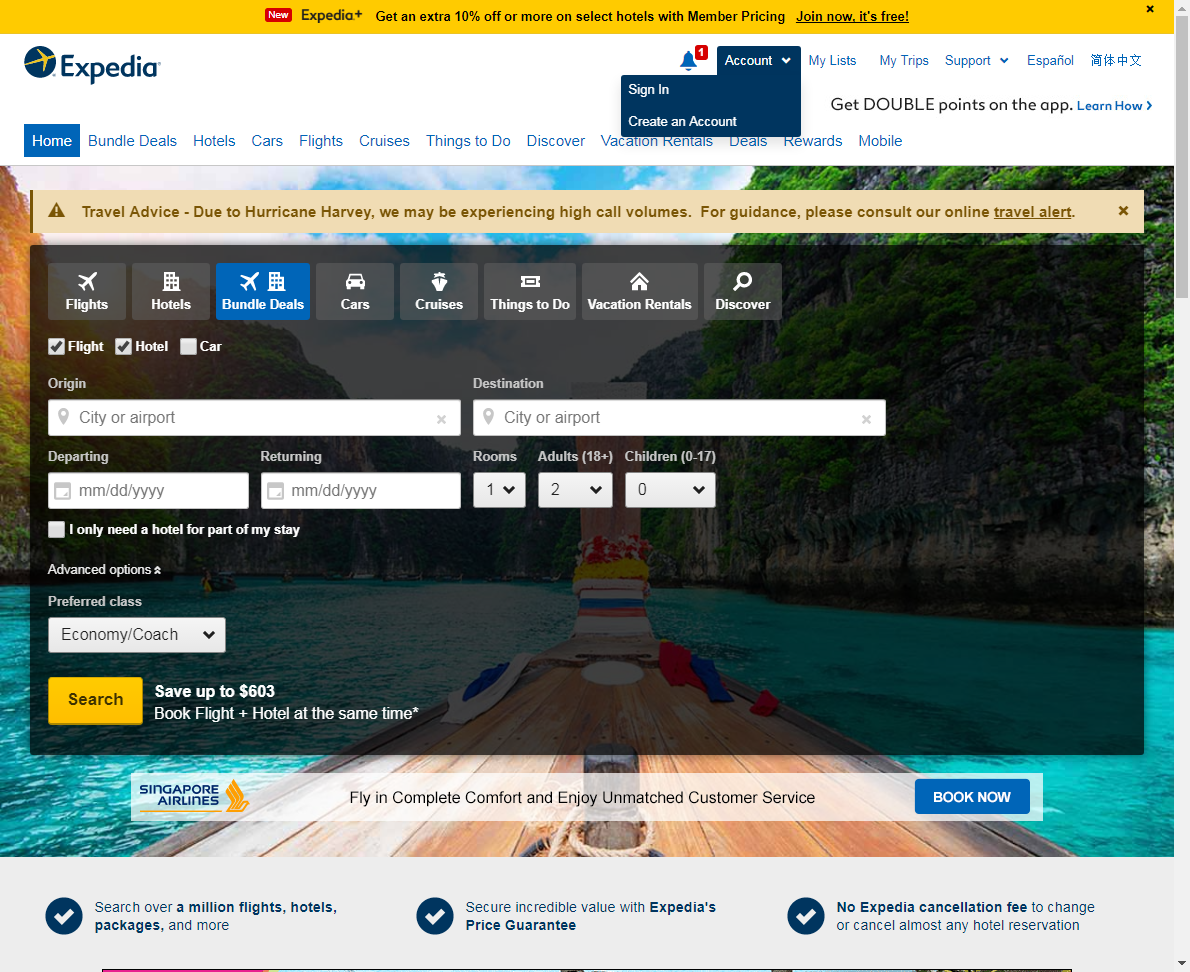 New Expedia+ Get an extra 10% off or more on select hotels with Member Pricing Join now, it's free!
Expedia
1
Account
My Lists
My Trips
Support
Español
简体中文
Sign In
Create an Account
Get DOUBLE points on the app. Learn How
Home
Bundle Deals
Hotels
Cars
Flights
Cruises
Things to Do
Discover
Vacation Rentals
Deals
Rewards
Mobile
Travel Advice - Due to Hurricane Harvey, we may be experiencing high call volumes. For guidance, please consult our online travel alert.
Flights
Hotels
Bundle Deals
Cars
Cruises
Things to Do
Vacation Rentals
Discover
Flight
Hotel
Car
Origin
Destination
City or airport
City or airport
Departing
Returning
Rooms
Adults (18+)
Children (0-17)
mm/dd/yyyy
mm/dd/yyyy
1
2
0
I only need a hotel for part of my stay
Advanced options
Preferred class
Economy/Coach
Search
Save up to $603
Book Flight + Hotel at the same time*
SINGAPORE
AIRLINES
Fly in Complete Comfort and Enjoy Unmatched Customer Service
BOOK NOW
Search over a million flights, hotels,
packages, and more
Secure incredible value with Expedia's
Price Guarantee
No Expedia cancellation fee to change
or cancel almost any hotel reservation